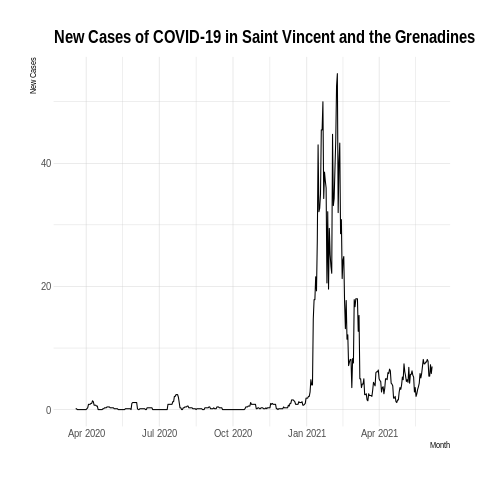 New Cases of COVID-19 in Saint Vincent and the Grenadines
New Cases
40
20
0
Apr 2020
Jul 2020
Oct 2020
Jan 2021
Apr 2021
Month